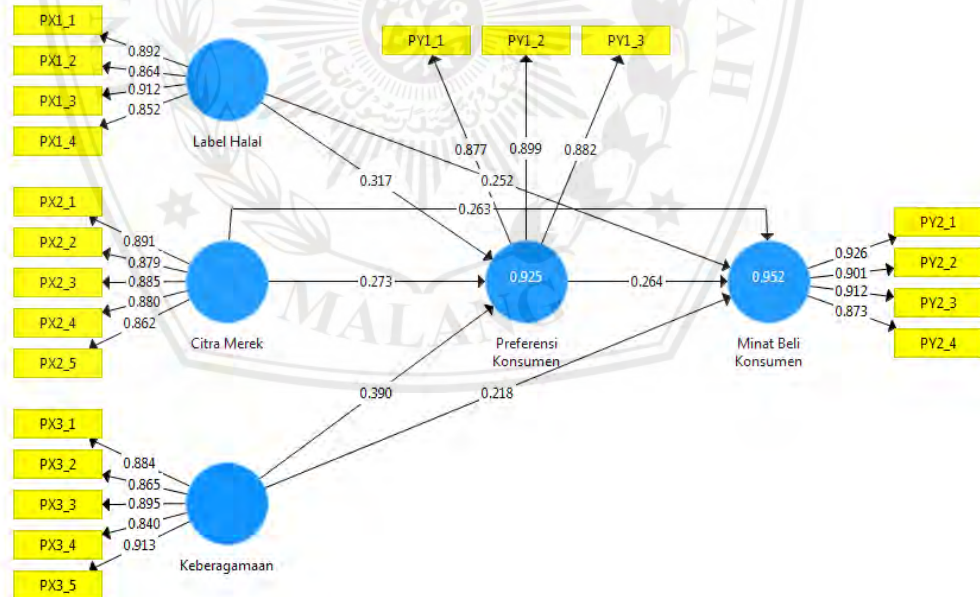 PX1_1
PX1_2
PX1_3
PX1_4
0.892
0.864
0.912
0.852
Label Halal
PY1_1
PY1_2
PY1_3
0.877
0.899
0.882
0.317
0.252
0.263
PX2_1
PX2_2
PX2_3
PX2_4
PX2_5
0.891
0.879
0.885
0.880
0.862
Citra Merek
0.273
0.925
Preferensi
Konsumen
0.264
0.952
Minat Beli
Konsumen
0.926
0.901
0.912
0.873
PY2_1
PY2_2
PY2_3
PY2_4
0.390
0.218
PX3_1
PX3_2
PX3_3
PX3_4
PX3_5
0.884
0.865
0.895
0.840
0.913
Keberagamaan
MALANG